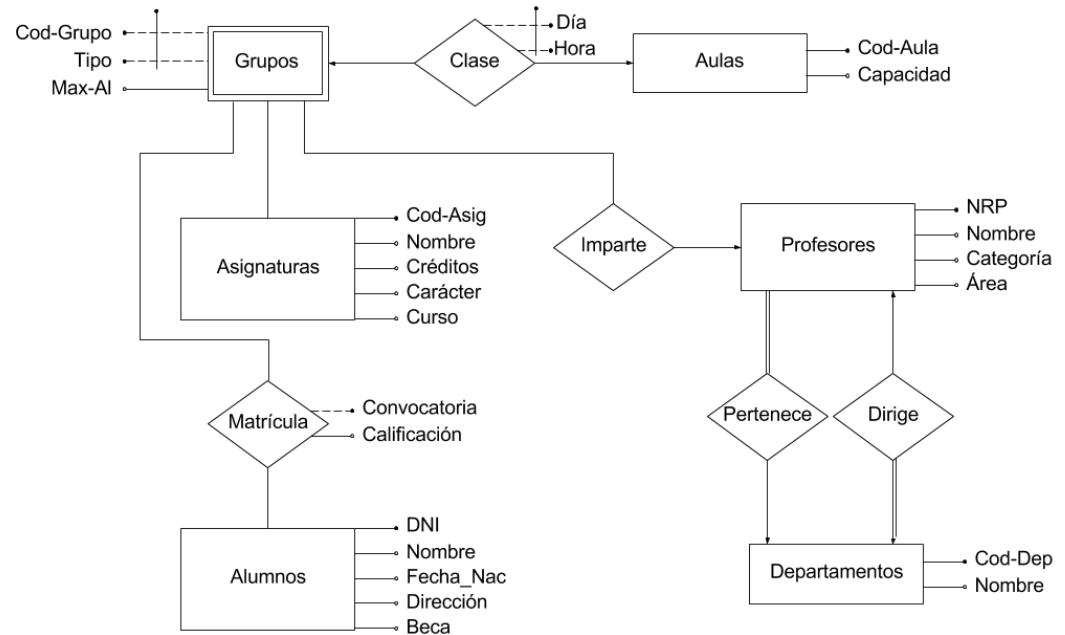 Cod-Grupo
Tipo
Max-Al
Grupos
Clase
Día
Hora
Aulas
Cod-Aula
Capacidad
Asignaturas
Cod-Asig
Nombre
Créditos
Carácter
Curso
Imparte
Profesores
NRP
Nombre
Categoría
Área
Matrícula
Convocatoria
Calificación
Pertenece
Dirige
Alumnos
DNI
Nombre
Fecha_Nac
Dirección
Beca
Departamentos
Cod-Dep
Nombre